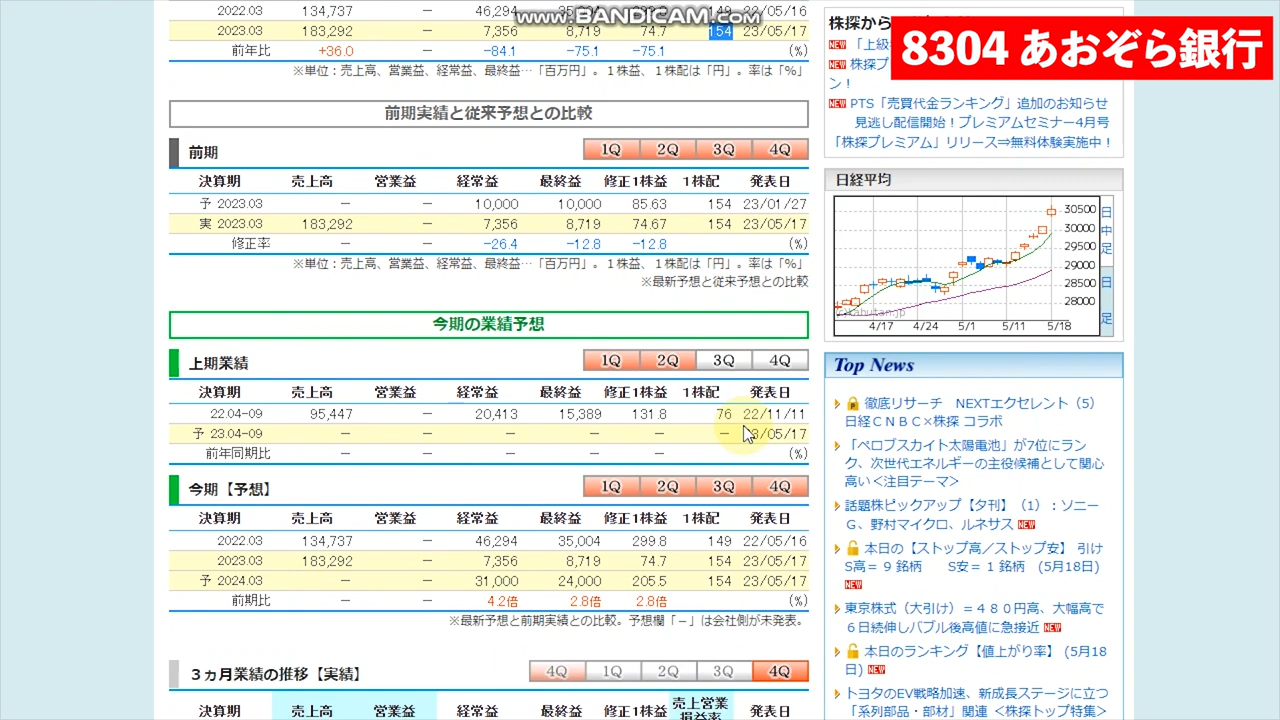 2022.03 134,737 46,294 149 22/05/16
www.BANDICAM.com
2023.03 183,292 7,356 8,719 74.7 154 23/05/17
前年比 +36.0 -84.1 -75.1 -75.1 (%)
※単位：売上高、営業益、経常益、最終益…「百万円」。１株益、１株配は「円」。率は「％」
前期実績と従来予想との比較
前期 1Q 2Q 3Q 4Q
決算期 売上高 営業益 経常益 最終益 修正1株益 1株配 発表日
予 2023.03 － － 10,000 10,000 85.63 154 23/01/27
実 2023.03 183,292 － 7,356 8,719 74.67 154 23/05/17
修正率 － － -26.4 -12.8 -12.8 (%)
※単位：売上高、営業益、経常益、最終益…「百万円」。１株益、１株配は「円」。率は「％」
※最新予想と従来予想との比較
今期の業績予想
上期業績 1Q 2Q 3Q 4Q
決算期 売上高 営業益 経常益 最終益 修正1株益 1株配 発表日
22.04-09 95,447 － 20,413 15,389 131.8 76 22/11/11
予 23.04-09 － － － － － － 3/05/17
前年同期比 － － － － － (%)
今期【予想】 1Q 2Q 3Q 4Q
決算期 売上高 営業益 経常益 最終益 修正1株益 1株配 発表日
2022.03 134,737 － 46,294 35,004 299.8 149 22/05/16
2023.03 183,292 － 7,356 8,719 74.7 154 23/05/17
予 2024.03 － － 31,000 24,000 205.5 154 23/05/17
前期比 － － 4.2倍 2.8倍 2.8倍 (%)
※最新予想と前期実績との比較。予想欄「－」は会社側が未発表。
３ヵ月業績の推移【実績】 4Q 1Q 2Q 3Q 4Q
決算期 売上高 営業益 経常益 最終益 修正1株益 売上営業
損益率 発表日
8304 あおぞら銀行
株探から
NEW 「上級
NEW 株探プ
ン！
NEW PTS「売買代金ランキング」追加のお知らせ
見逃し配信開始！プレミアムセミナー4月号
「株探プレミアム」リリース⇒無料体験実施中！
日経平均
30500
30000
29500
29000
28500
28000
4/17 4/24 5/1 5/11 5/18
(c)kabutan.jp
日
中
足
日
足
Top News
徹底リサーチ　NEXTエクセレント（5）
日経ＣＮＢＣ×株探 コラボ
「ペロブスカイト太陽電池」が7位にラン
ク、次世代エネルギーの主役候補として関心
高い＜注目テーマ＞
話題株ピックアップ【夕刊】（1）：ソニー
Ｇ、野村マイクロ、ルネサス NEW
本日の【ストップ高／ストップ安】 引け
S高＝ 9 銘柄　S安＝ 1 銘柄　(5月18日)
NEW
東京株式（大引け）＝４８０円高、大幅高で
６日続伸しバブル後高値に急接近 NEW
本日のランキング【値上がり率】 (5月18
日) NEW
トヨタのEV戦略加速、新成長ステージに立つ
「系列部品・部材」関連 ＜株探トップ特集＞